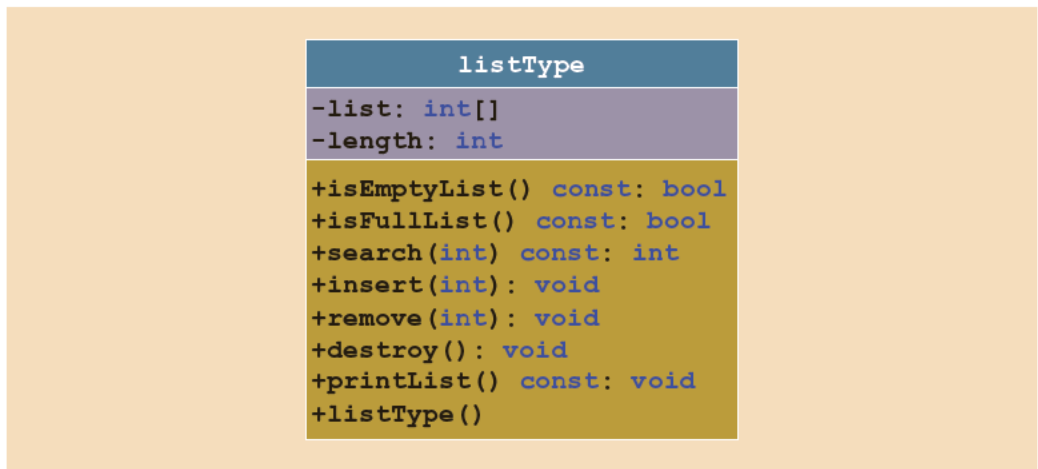 listType
-list: int[]
-length: int
+isEmptyList() const: bool
+isFullList() const: bool
+search(int) const: int
+insert(int): void
+remove(int): void
+destroy(): void
+printList() const: void
+listType()